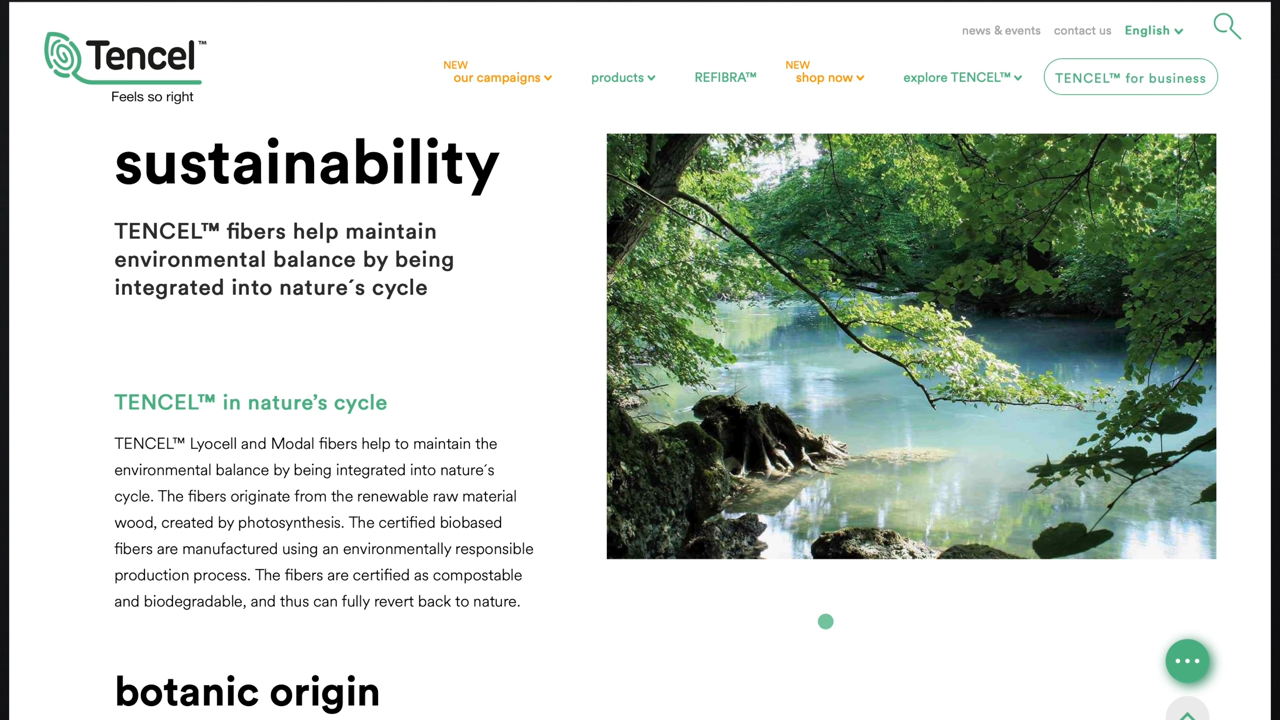 news & events contact us English
Tencel™
Feels so right
NEW
our campaigns
products
REFIBRA™
NEW
shop now
explore TENCEL™
TENCEL™ for business
sustainability
TENCEL™ fibers help maintain
environmental balance by being
integrated into nature´s cycle
TENCEL™ in nature’s cycle
TENCEL™ Lyocell and Modal fibers help to maintain the
environmental balance by being integrated into nature´s
cycle. The fibers originate from the renewable raw material
wood, created by photosynthesis. The certified biobased
fibers are manufactured using an environmentally responsible
production process. The fibers are certified as compostable
and biodegradable, and thus can fully revert back to nature.
botanic origin